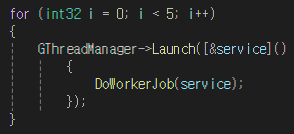 for (int32 i = 0; i < 5; i++)
{
    GThreadManager->Launch([&service]()
        {
            DoWorkerJob(service);
        });
}